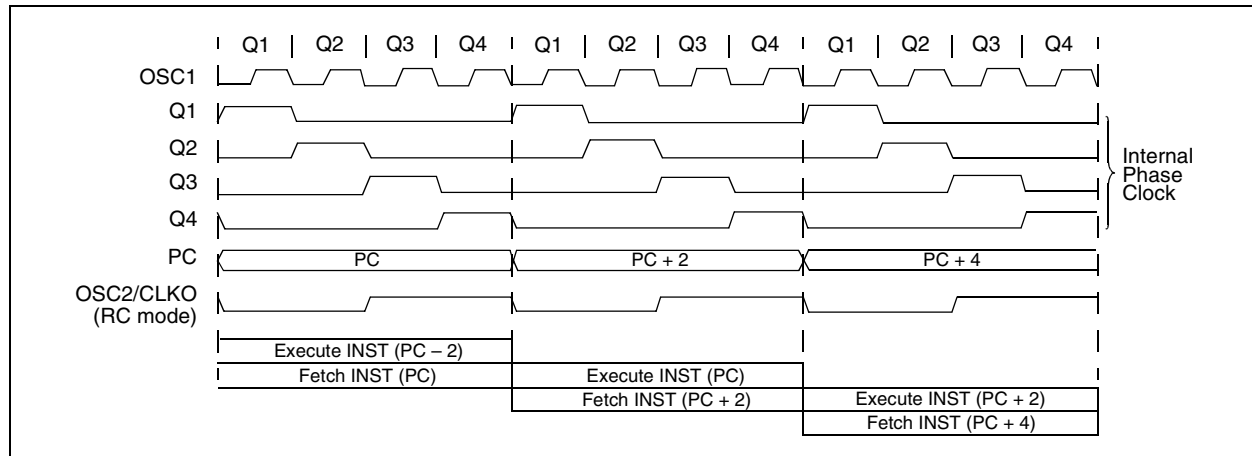 Q1 Q2 Q3 Q4 Q1 Q2 Q3 Q4 Q1 Q2 Q3 Q4
OSC1
Q1
Q2
Q3
Q4
Internal
Phase
Clock
PC PC PC + 2 PC + 4
OSC2/CLKO
(RC mode)
Execute INST (PC – 2)
Fetch INST (PC) Execute INST (PC)
Fetch INST (PC + 2) Execute INST (PC + 2)
Fetch INST (PC + 4)